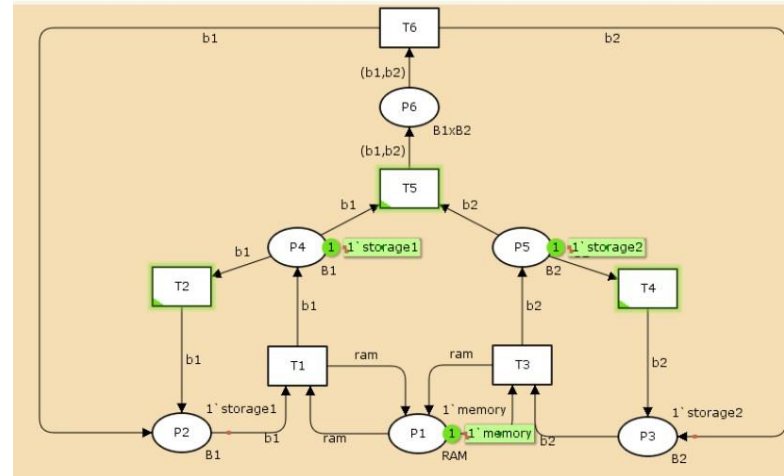 T6
b1
b2
(b1,b2)
P6
B1xB2
(b1,b2)
T5
b1
b2
P4
1
1`storage1
B1
P5
1
1`storage2
B2
b1
T2
T4
b1
b2
b1
b2
ram
ram
T1
T3
1`storage1
1`memory
1`storage2
P2
b1
ram
P1
1
1`memory
b2
P3
B1
RAM
B2